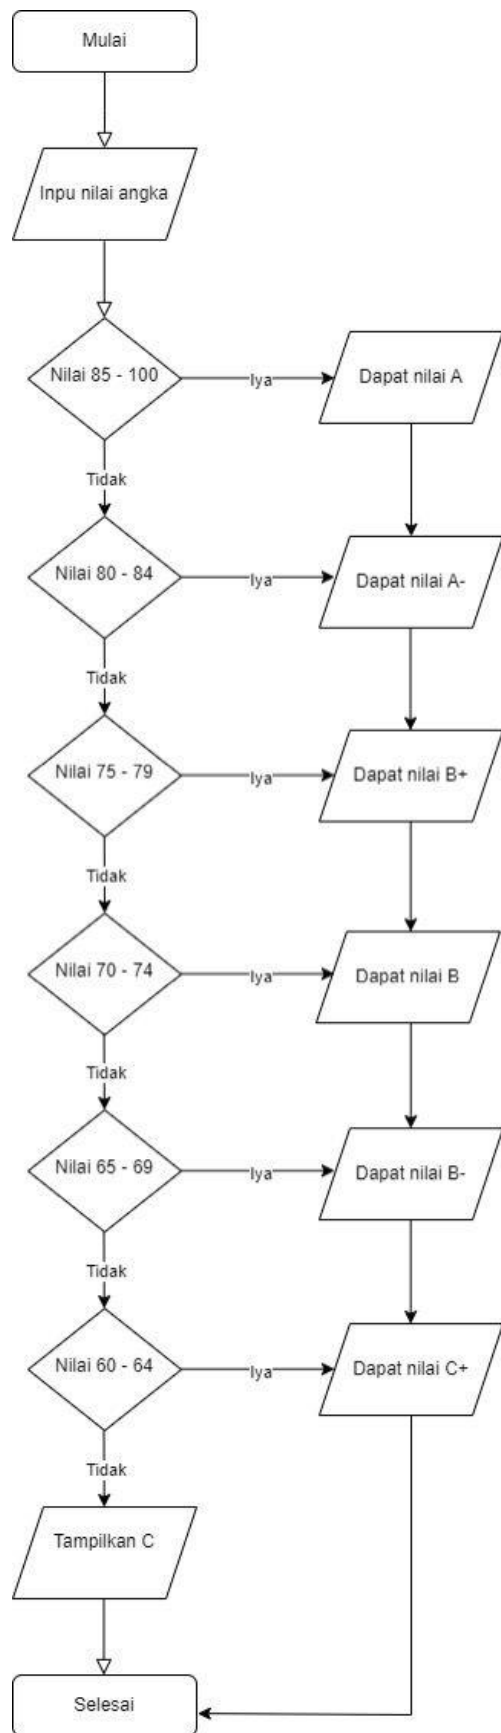 Mulai
Inpu nilai angka
Nilai 85 - 100
Iya
Dapat nilai A
Tidak
Nilai 80 - 84
Iya
Dapat nilai A-
Tidak
Nilai 75 - 79
Iya
Dapat nilai B+
Tidak
Nilai 70 - 74
Iya
Dapat nilai B
Tidak
Nilai 65 - 69
Iya
Dapat nilai B-
Tidak
Nilai 60 - 64
Iya
Dapat nilai C+
Tidak
Tampilkan C
Selesai